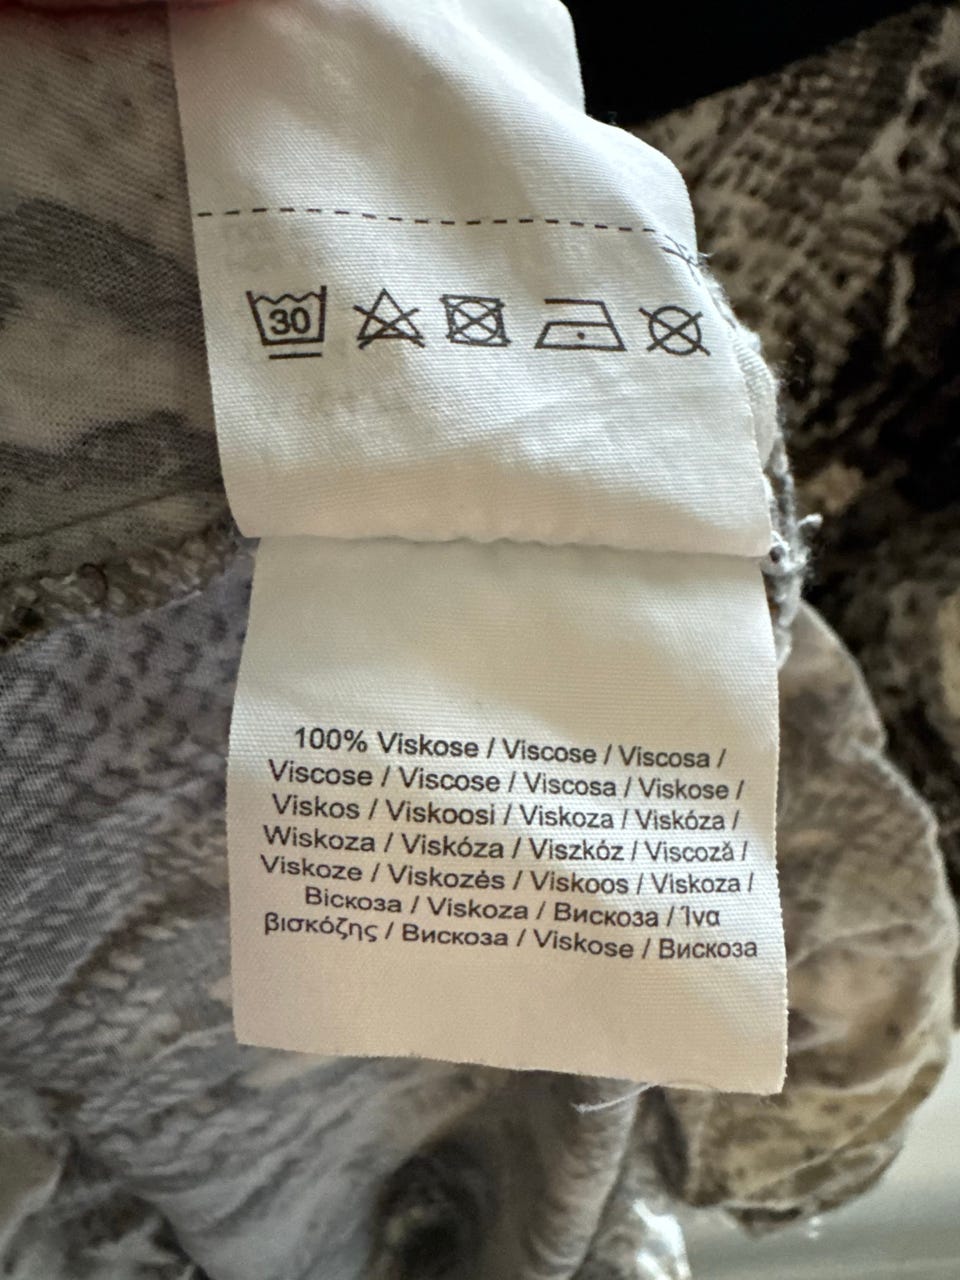 30
100% Viskose / Viscose / Viscosa /
Viscose / Viscose / Viscosa / Viskose /
Viskos / Viskoosi / Viskoza / Viskóza /
Wiskoza / Viskóza / Viszkóz / Viscoză /
Viskoze / Viskozės / Viskoos / Viskoza /
Віскоза / Viskoza / Вискоза / Ίνα
βισκόζης / Вискоза / Viskose / Вискоза